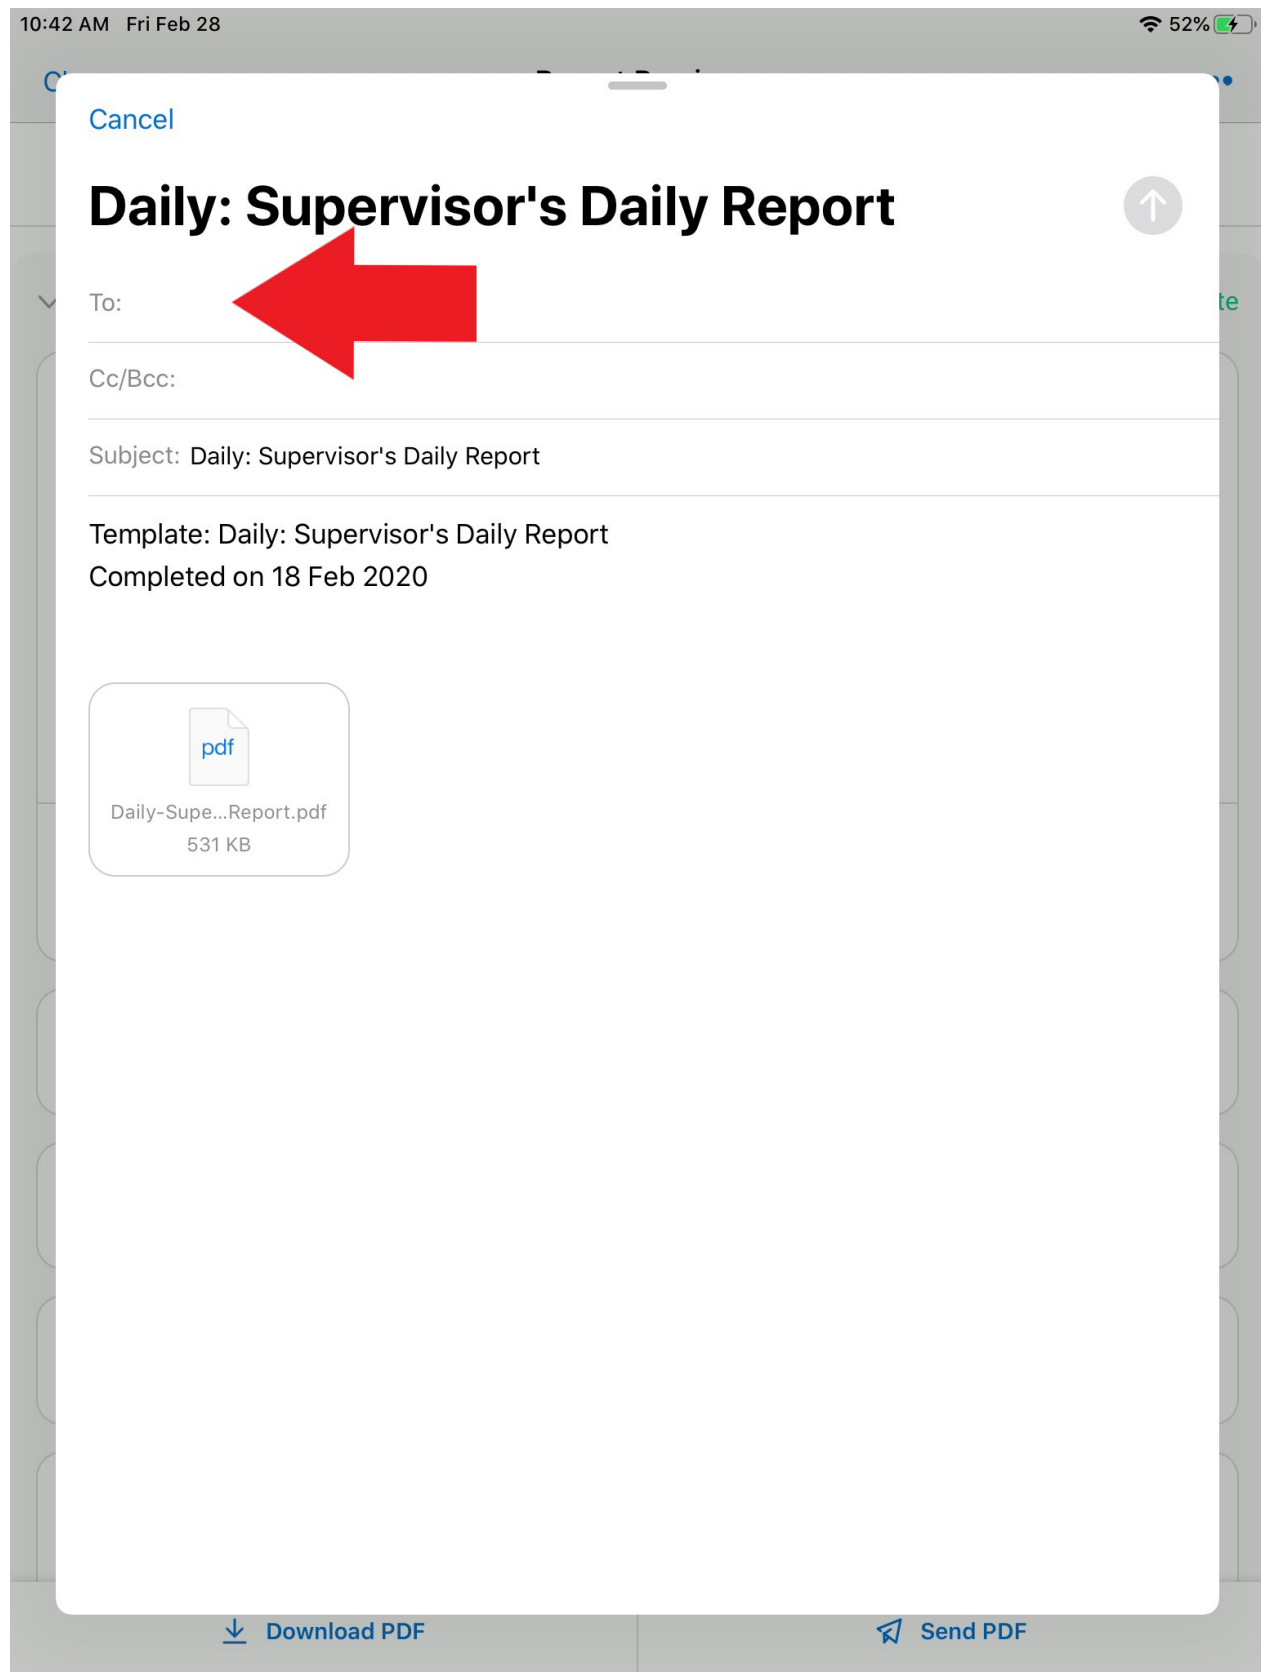 10:42 AM Fri Feb 28
52%
Cancel
Daily: Supervisor's Daily Report
To:
Cc/Bcc:
Subject: Daily: Supervisor's Daily Report
Template: Daily: Supervisor's Daily Report
Completed on 18 Feb 2020
pdf
Daily-Supe...Report.pdf
531 KB
Download PDF
Send PDF